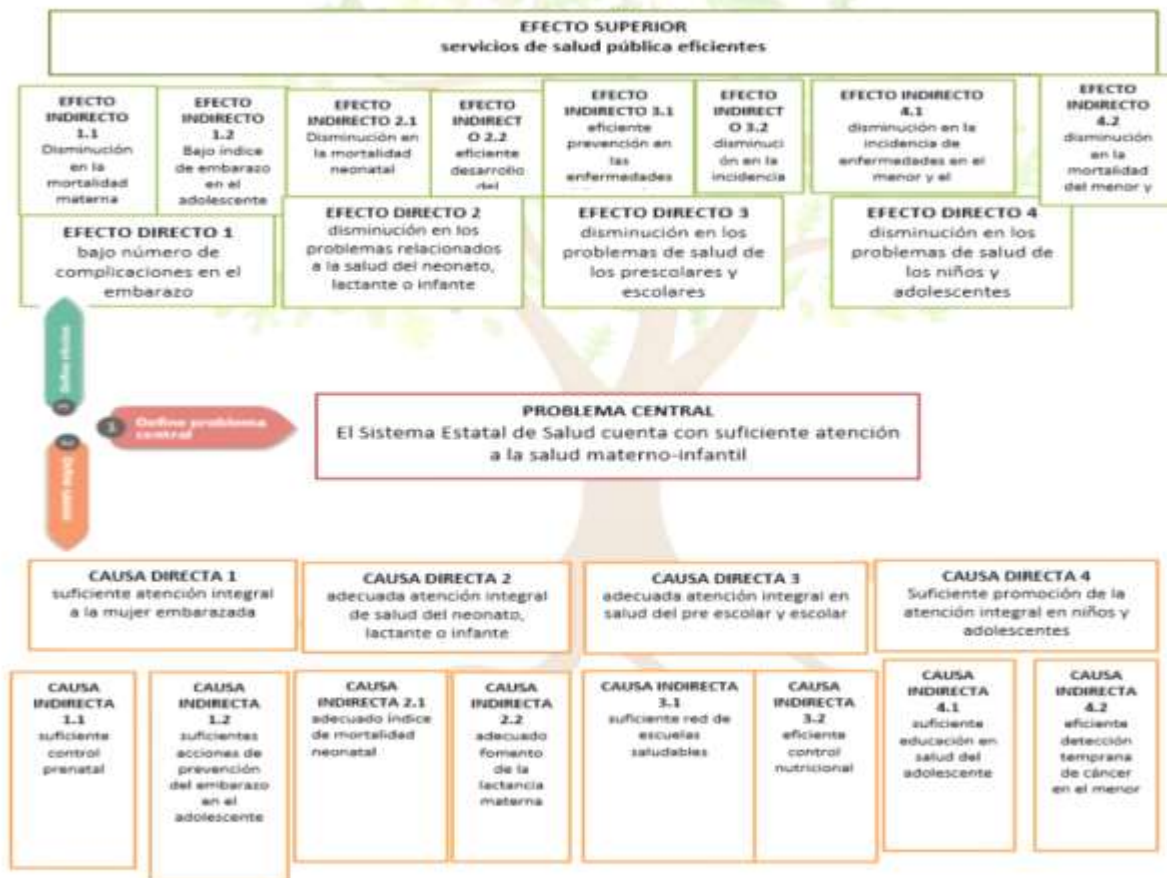 EFECTO SUPERIOR
servicios de salud pública eficientes
EFECTO
INDIRECTO
1.1
Disminución
en la
mortalidad
materna
EFECTO
INDIRECTO
1.2
Bajo índice
de embarazo
en el
adolescente
EFECTO
INDIRECTO 2.1
Disminución en
la mortalidad
neonatal
EFECTO
INDIRECT
O 2.2
eficiente
desarrollo
del
EFECTO
INDIRECTO 3.1
eficiente
prevención en
las
enfermedades
EFECTO
INDIRECT
O 3.2
disminuci
ón en la
incidencia
EFECTO INDIRECTO
4.1
disminución en la
incidencia de
enfermedades en el
menor y el
EFECTO
INDIRECTO
4.2
disminución
en la
mortalidad
del menor y
EFECTO DIRECTO 1
bajo número de
complicaciones en el
embarazo
EFECTO DIRECTO 2
disminución en los
problemas relacionados
a la salud del neonato,
lactante o infante
EFECTO DIRECTO 3
disminución en los
problemas de salud de
los prescolares y
escolares
EFECTO DIRECTO 4
disminución en los
problemas de salud de
los niños y
adolescentes
1
Define problema
central
PROBLEMA CENTRAL
El Sistema Estatal de Salud cuenta con suficiente atención
a la salud materno-infantil
CAUSA DIRECTA 1
suficiente atención integral
a la mujer embarazada
CAUSA DIRECTA 2
adecuada atención integral
de salud del neonato,
lactante o infante
CAUSA DIRECTA 3
adecuada atención integral en
salud del pre escolar y escolar
CAUSA DIRECTA 4
Suficiente promoción de la
atención integral en niños y
adolescentes
CAUSA
INDIRECTA
1.1
suficiente
control
prenatal
CAUSA
INDIRECTA
1.2
suficientes
acciones de
prevención
del embarazo
en el
adolescente
CAUSA
INDIRECTA 2.1
adecuado índice
de mortalidad
neonatal
CAUSA
INDIRECTA
2.2
adecuado
fomento
de la
lactancia
materna
CAUSA INDIRECTA
3.1
suficiente red de
escuelas
saludables
CAUSA
INDIRECTA
3.2
eficiente
control
nutricional
CAUSA
INDIRECTA
4.1
suficiente
educación en
salud del
adolescente
CAUSA
INDIRECTA
4.2
eficiente
detección
temprana
de cáncer
en el menor